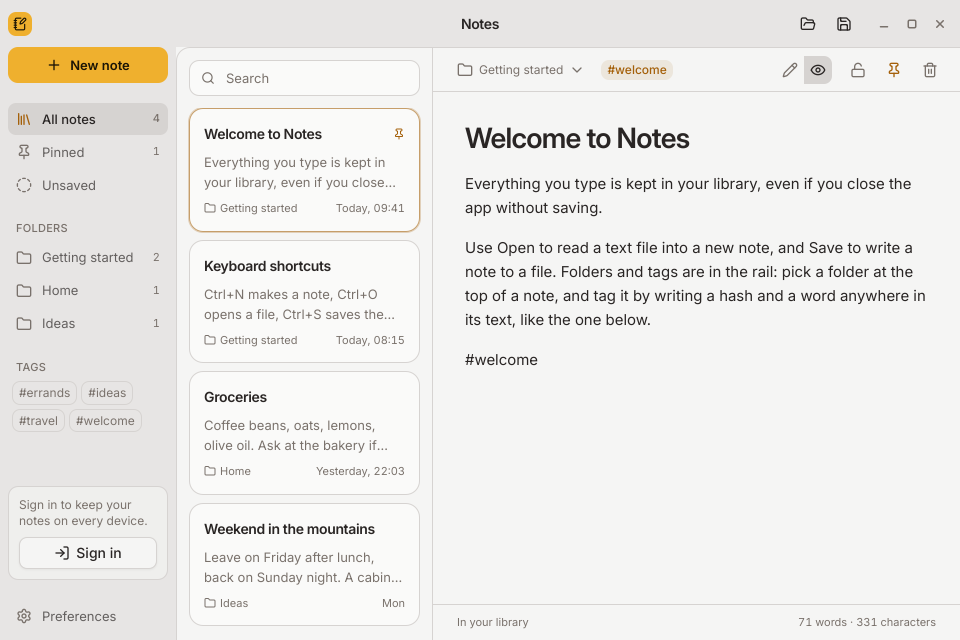 Notes
New note
All notes 4
Pinned 1
Unsaved
FOLDERS
Getting started 2
Home 1
Ideas 1
TAGS
#errands #ideas
#travel #welcome
Sign in to keep your
notes on every device.
Sign in
Preferences
Search
Welcome to Notes
Everything you type is kept in
your library, even if you close...
Getting started Today, 09:41
Keyboard shortcuts
Ctrl+N makes a note, Ctrl+O
opens a file, Ctrl+S saves the...
Getting started Today, 08:15
Groceries
Coffee beans, oats, lemons,
olive oil. Ask at the bakery if...
Home Yesterday, 22:03
Weekend in the mountains
Leave on Friday after lunch,
back on Sunday night. A cabin...
Ideas Mon
Getting started #welcome
Welcome to Notes
Everything you type is kept in your library, even if you close the
app without saving.
Use Open to read a text file into a new note, and Save to write a
note to a file. Folders and tags are in the rail: pick a folder at the
top of a note, and tag it by writing a hash and a word anywhere in
its text, like the one below.
#welcome
In your library 71 words · 331 characters